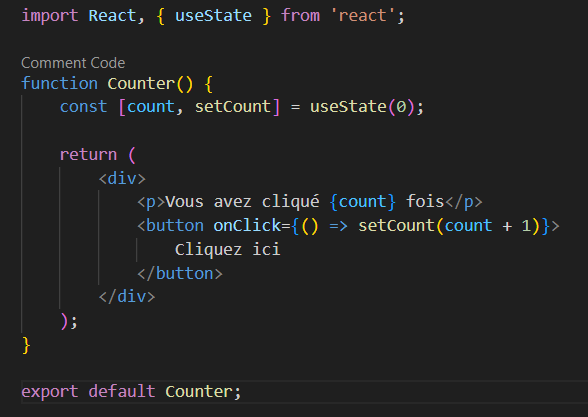 import React, { useState } from 'react';
Comment Code
function Counter() {
const [count, setCount] = useState(0);
return (
<div>
<p>Vous avez cliqué {count} fois</p>
<button onClick={() => setCount(count + 1)}>
Cliquez ici
</button>
</div>
);
}
export default Counter;